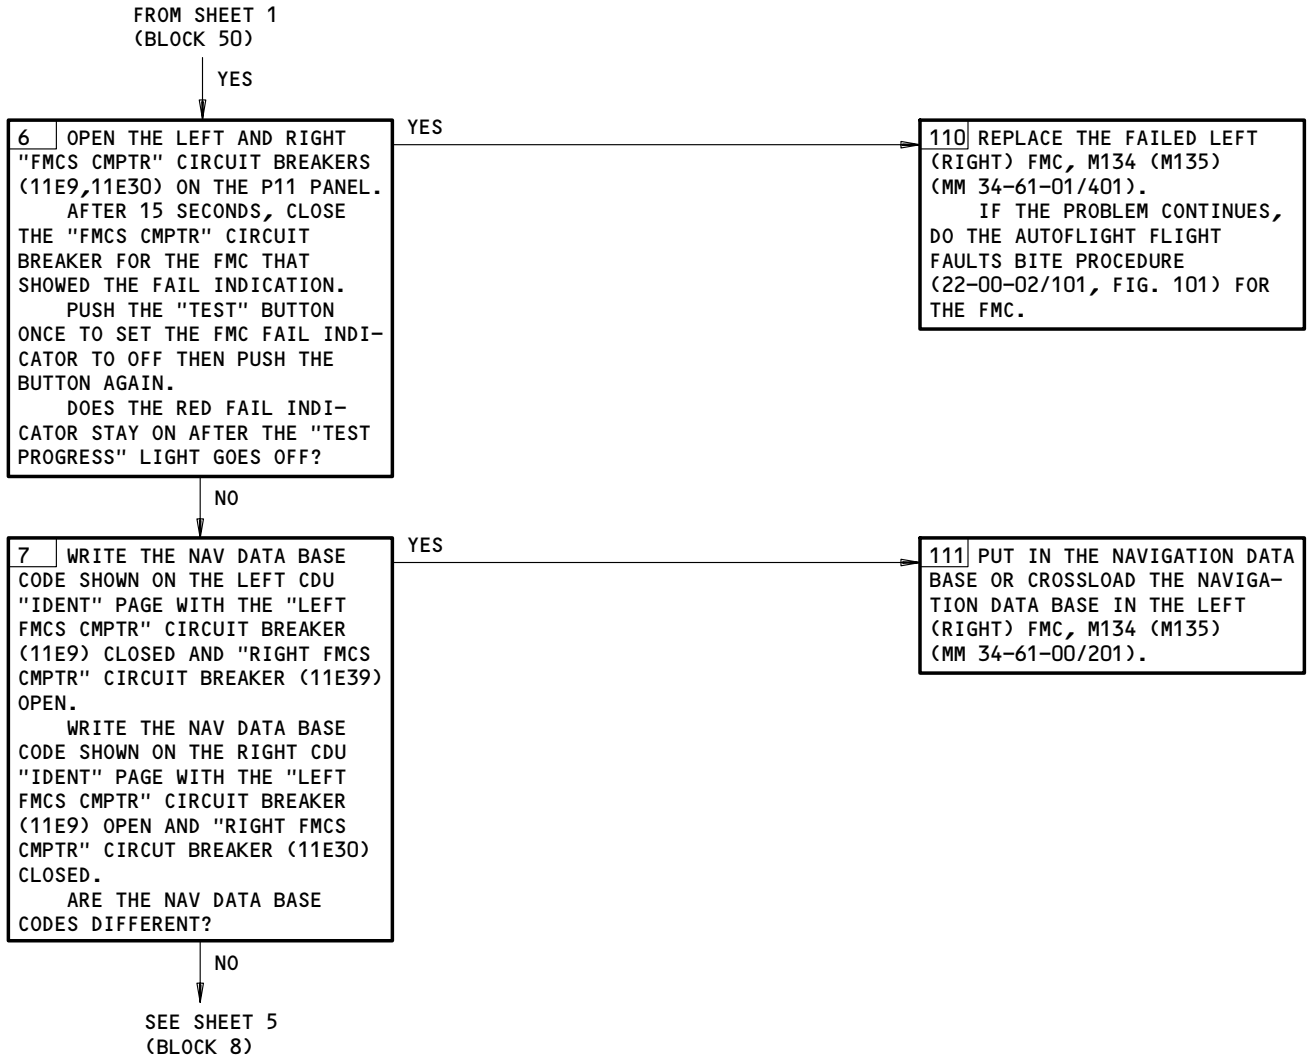 FROM SHEET 1
(BLOCK 50)
YES
6 OPEN THE LEFT AND RIGHT
"FMCS CMPTR" CIRCUIT BREAKERS
(11E9,11E30) ON THE P11 PANEL.
AFTER 15 SECONDS, CLOSE
THE "FMCS CMPTR" CIRCUIT
BREAKER FOR THE FMC THAT
SHOWED THE FAIL INDICATION.
PUSH THE "TEST" BUTTON
ONCE TO SET THE FMC FAIL INDI-
CATOR TO OFF THEN PUSH THE
BUTTON AGAIN.
DOES THE RED FAIL INDI-
CATOR STAY ON AFTER THE "TEST
PROGRESS" LIGHT GOES OFF?
YES
110 REPLACE THE FAILED LEFT
(RIGHT) FMC, M134 (M135)
(MM 34-61-01/401).
IF THE PROBLEM CONTINUES,
DO THE AUTOFLIGHT FLIGHT
FAULTS BITE PROCEDURE
(22-00-02/101, FIG. 101) FOR
THE FMC.
NO
7 WRITE THE NAV DATA BASE
CODE SHOWN ON THE LEFT CDU
"IDENT" PAGE WITH THE "LEFT
FMCS CMPTR" CIRCUIT BREAKER
(11E9) CLOSED AND "RIGHT FMCS
CMPTR" CIRCUIT BREAKER (11E39)
OPEN.
WRITE THE NAV DATA BASE
CODE SHOWN ON THE RIGHT CDU
"IDENT" PAGE WITH THE "LEFT
FMCS CMPTR" CIRCUIT BREAKER
(11E9) OPEN AND "RIGHT FMCS
CMPTR" CIRCUT BREAKER (11E30)
CLOSED.
ARE THE NAV DATA BASE
CODES DIFFERENT?
YES
111 PUT IN THE NAVIGATION DATA
BASE OR CROSSLOAD THE NAVIGA-
TION DATA BASE IN THE LEFT
(RIGHT) FMC, M134 (M135)
(MM 34-61-00/201).
NO
SEE SHEET 5
(BLOCK 8)